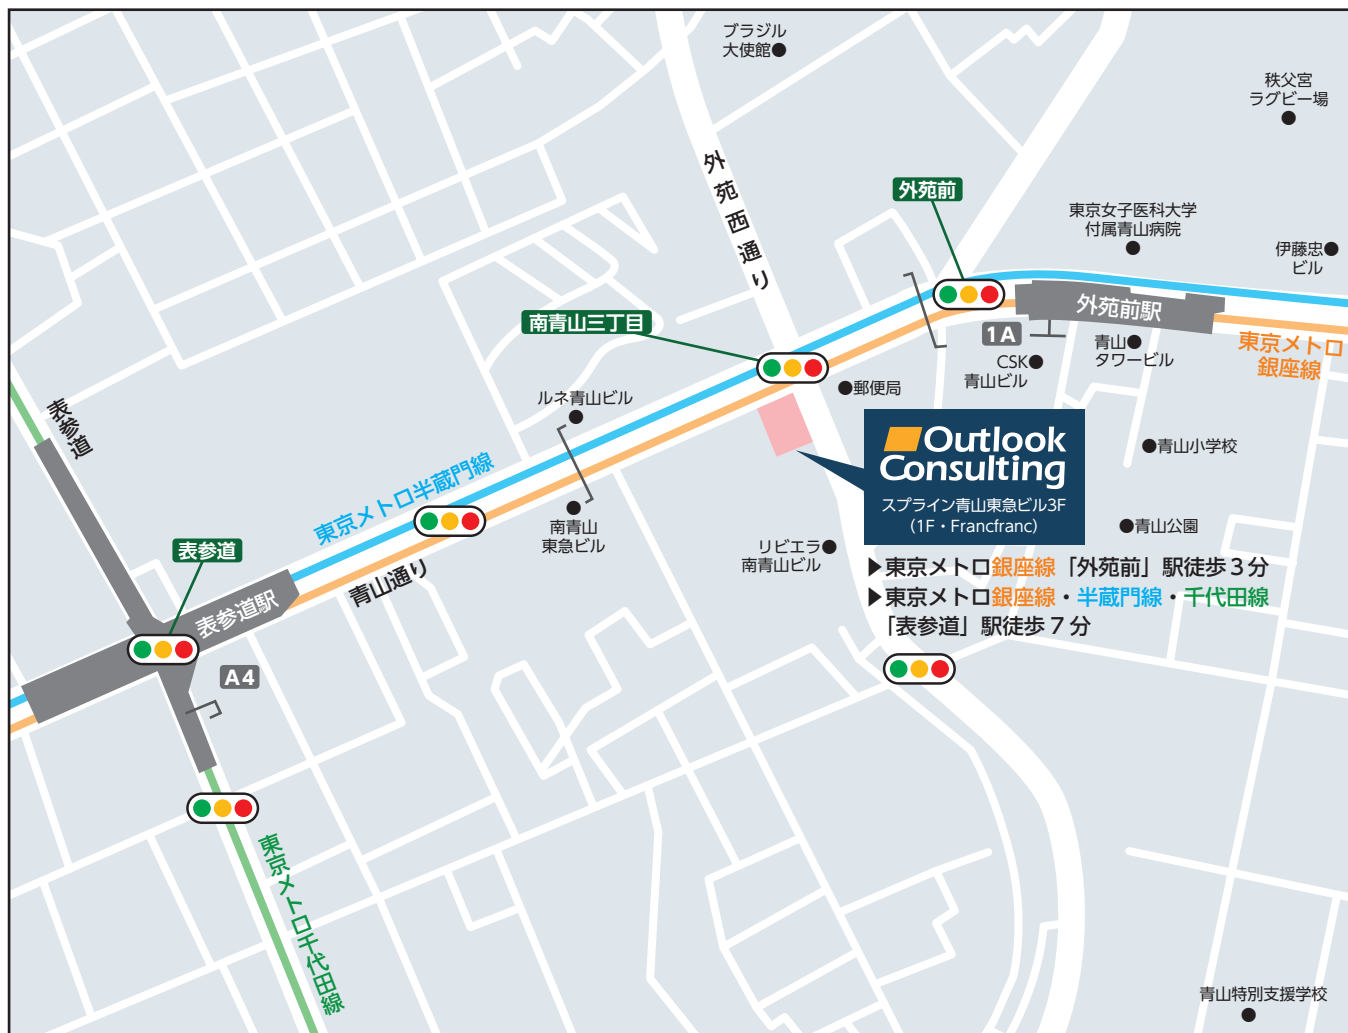 ブラジル
大使館
秩父宮
ラグビー場
外苑西通り
外苑前
東京女子医科大学
付属青山病院
伊藤忠
ビル
外苑前駅
南青山三丁目
1A
CSK
青山ビル
青山
タワービル
東京メトロ
銀座線
郵便局
ルネ青山ビル
表参道
Outlook
Consulting
スプライン青山東急ビル3F
(1F・Francfranc)
青山小学校
東京メトロ半蔵門線
南青山
東急ビル
青山公園
リビエラ
南青山ビル
表参道
青山通り
▶東京メトロ銀座線「外苑前」駅徒歩3分
▶東京メトロ銀座線・半蔵門線・千代田線
「表参道」駅徒歩7分
表参道駅
A4
東京メトロ千代田線
青山特別支援学校